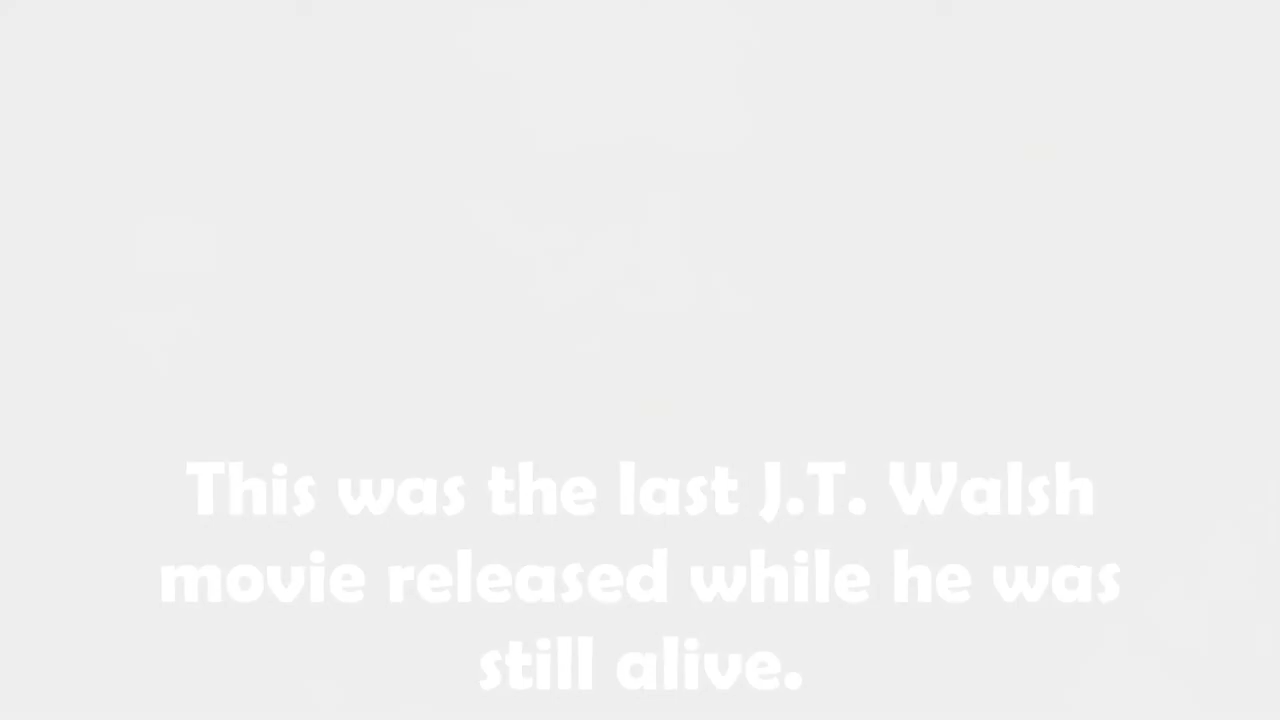 This was the last J.T. Walsh
movie released while he was
still alive.